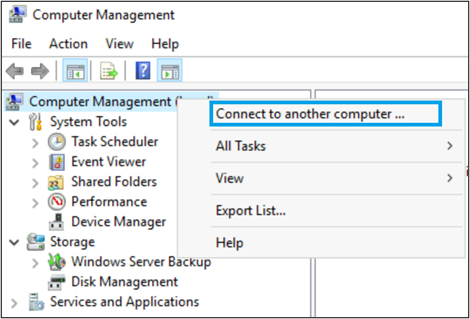 Computer Management
File Action View Help
Computer Management
Connect to another computer ...
System Tools
Task Scheduler
All Tasks
Event Viewer
Shared Folders
View
Performance
Export List...
Device Manager
Storage
Help
Windows Server Backup
Disk Management
Services and Applications